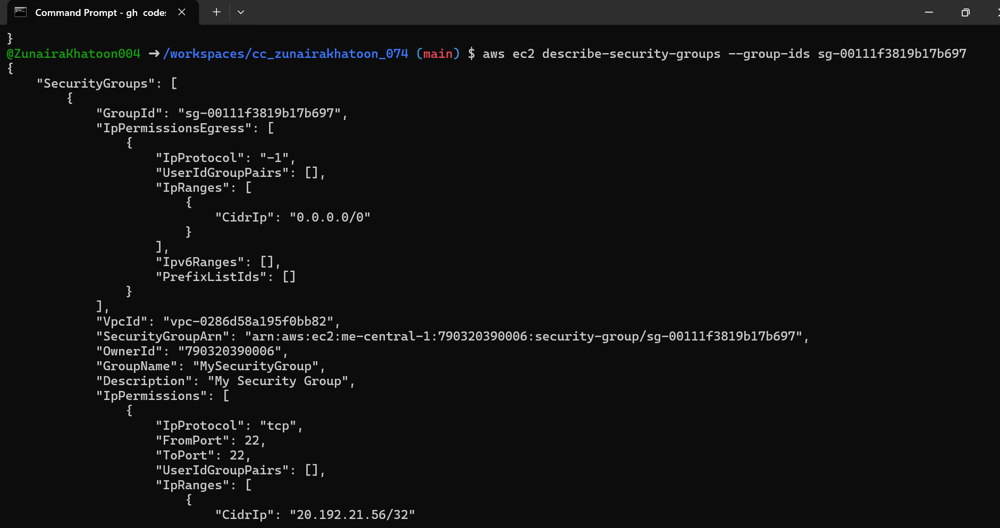 Command Prompt - gh codes
}
@ZunairaKhatoon004 ➜ /workspaces/cc_zunairakhatoon_074 (main) $ aws ec2 describe-security-groups --group-ids sg-00111f3819b17b697
{
    "SecurityGroups": [
        {
            "GroupId": "sg-00111f3819b17b697",
            "IpPermissionsEgress": [
                {
                    "IpProtocol": "-1",
                    "UserIdGroupPairs": [],
                    "IpRanges": [
                        {
                            "CidrIp": "0.0.0.0/0"
                        }
                    ],
                    "Ipv6Ranges": [],
                    "PrefixListIds": []
                }
            ],
            "VpcId": "vpc-0286d58a195f0bb82",
            "SecurityGroupArn": "arn:aws:ec2:me-central-1:790320390006:security-group/sg-00111f3819b17b697",
            "OwnerId": "790320390006",
            "GroupName": "MySecurityGroup",
            "Description": "My Security Group",
            "IpPermissions": [
                {
                    "IpProtocol": "tcp",
                    "FromPort": 22,
                    "ToPort": 22,
                    "UserIdGroupPairs": [],
                    "IpRanges": [
                        {
                            "CidrIp": "20.192.21.56/32"